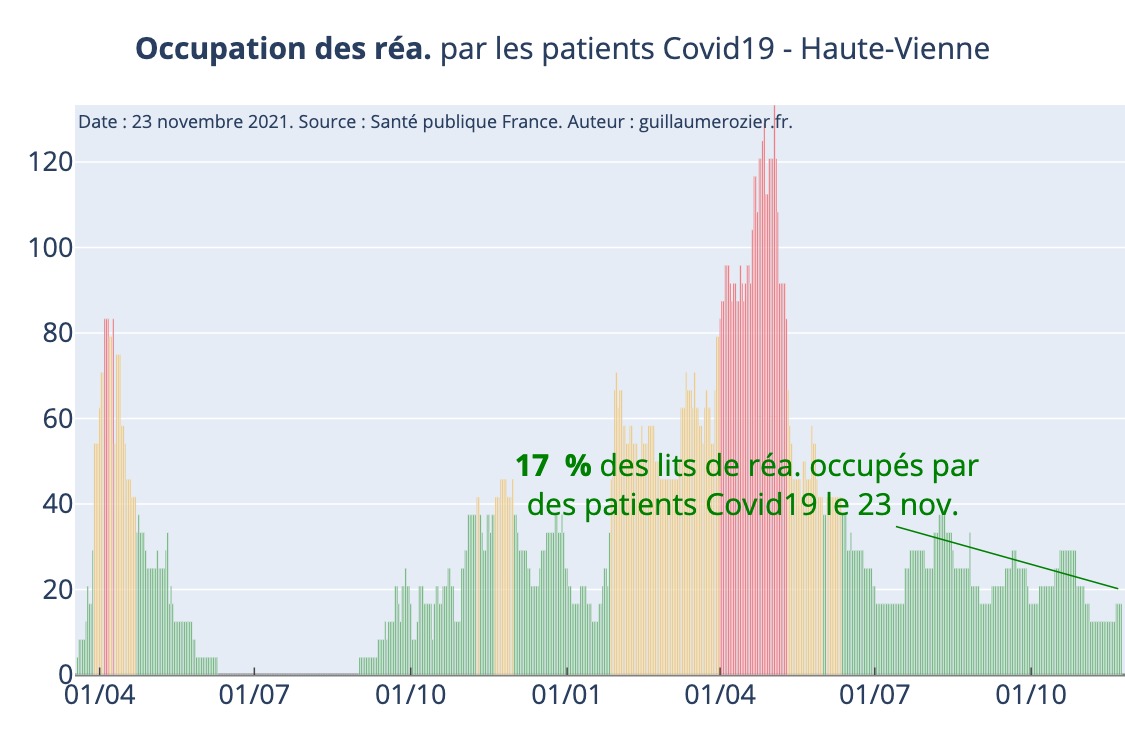 Occupation des réa. par les patients Covid19 - Haute-Vienne
Date : 23 novembre 2021. Source : Santé publique France. Auteur : guillaumerozier.fr.
120
100
80
60
17 % des lits de réa. occupés par
40
des patients Covid19 le 23 nov.
20
0
01/04 01/07 01/10 01/01 01/04 01/07 01/10